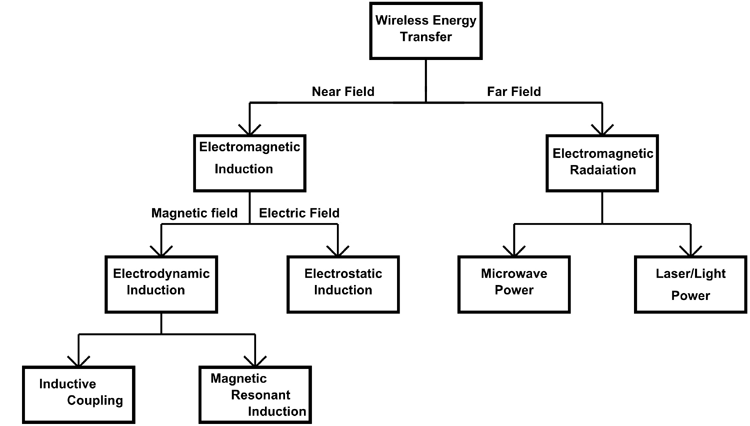 Wireless Energy
Transfer
Near Field
Far Field
Electromagnetic
Induction
Electromagnetic
Radaiation
Magnetic field
Electric Field
Electrodynamic
Induction
Electrostatic
Induction
Microwave
Power
Laser/Light
Power
Inductive
Coupling
Magnetic
Resonant
Induction